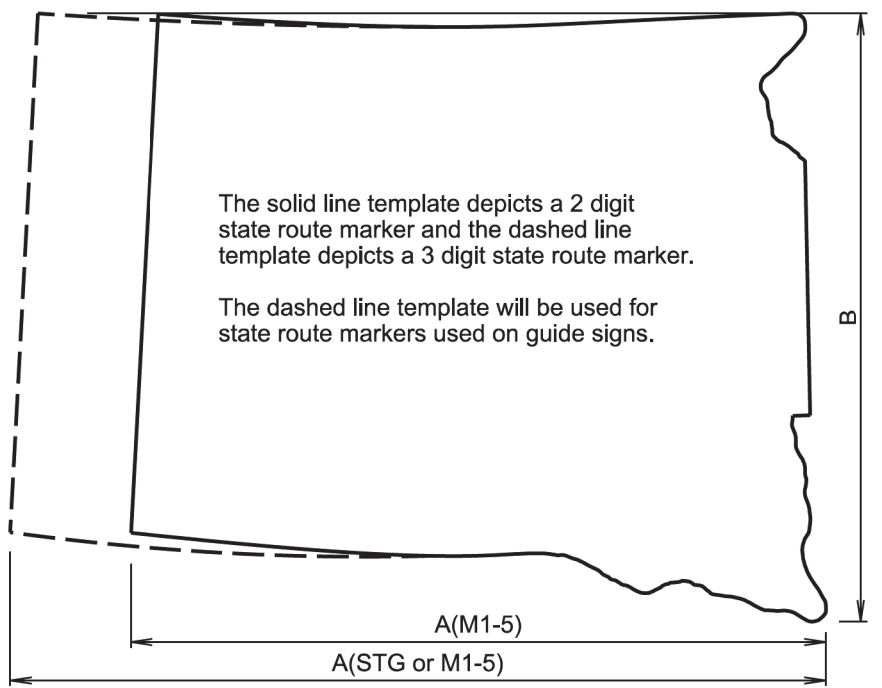 The solid line template depicts a 2 digit
state route marker and the dashed line
template depicts a 3 digit state route marker.
The dashed line template will be used for
state route markers used on guide signs.
B
A(M1-5)
A(STG or M1-5)